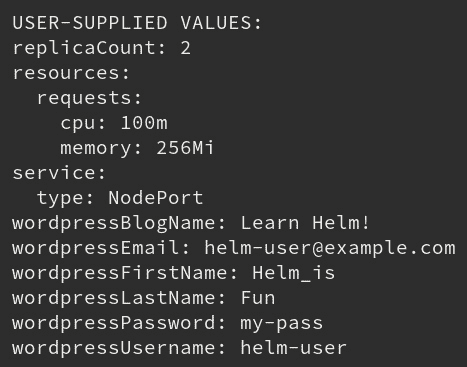 USER-SUPPLIED VALUES:
replicaCount: 2
resources:
  requests:
    cpu: 100m
    memory: 256Mi
service:
  type: NodePort
wordpressBlogName: Learn Helm!
wordpressEmail: helm-user@example.com
wordpressFirstName: Helm_is
wordpressLastName: Fun
wordpressPassword: my-pass
wordpressUsername: helm-user